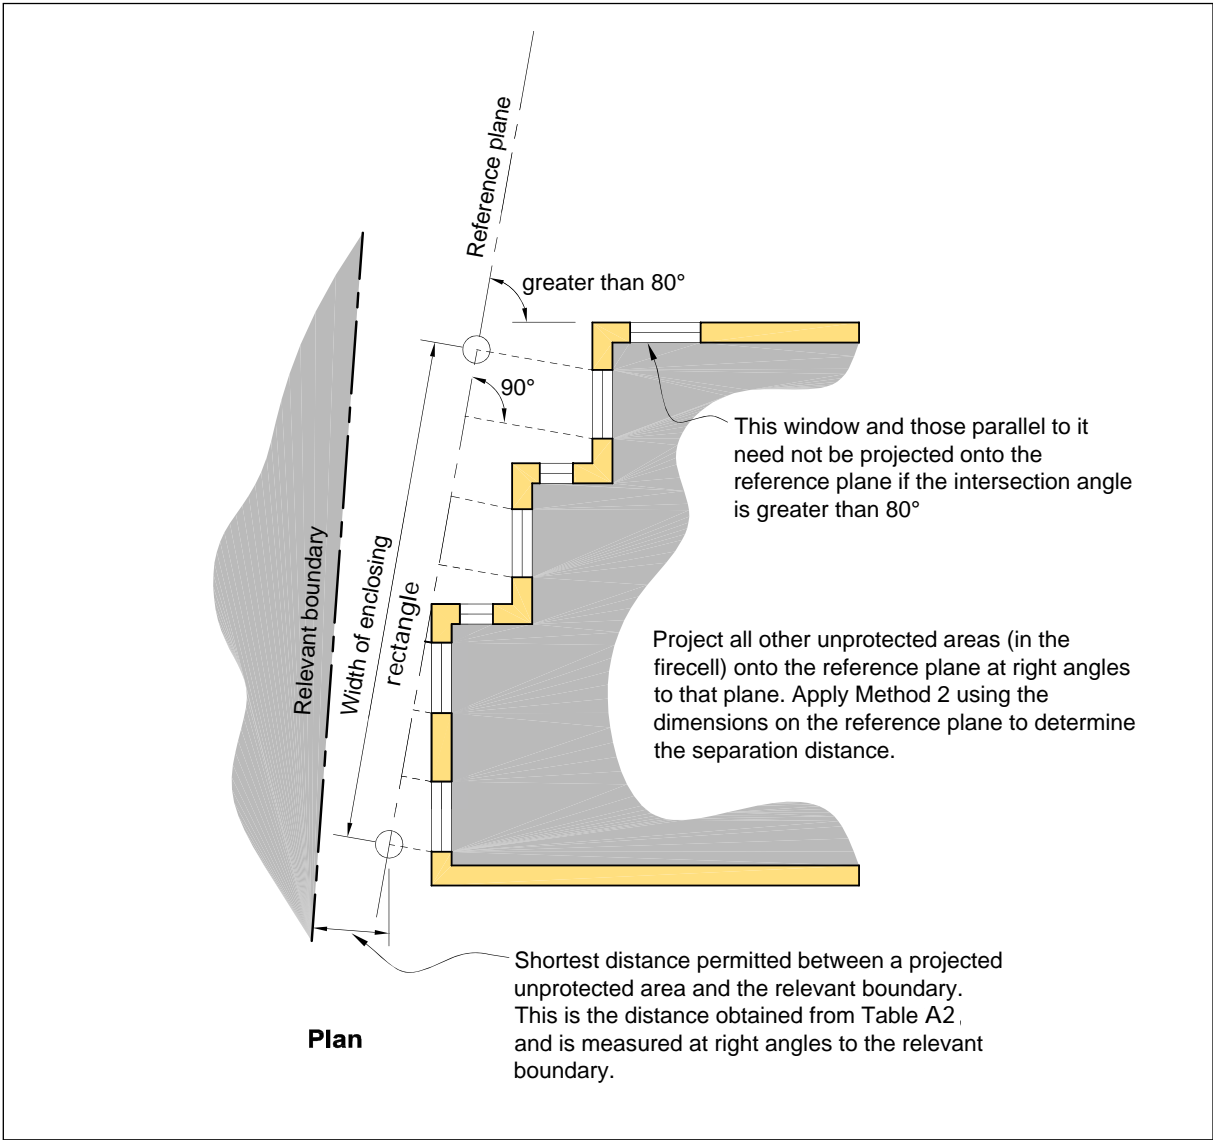 Reference plane
greater than 80°
90°
This window and those parallel to it
need not be projected onto the
reference plane if the intersection angle
is greater than 80°
Relevant boundary
Width of enclosing
rectangle
Project all other unprotected areas (in the
firecell) onto the reference plane at right angles
to that plane. Apply Method 2 using the
dimensions on the reference plane to determine
the separation distance.
Shortest distance permitted between a projected
unprotected area and the relevant boundary.
This is the distance obtained from Table A2,
and is measured at right angles to the relevant
boundary.
Plan